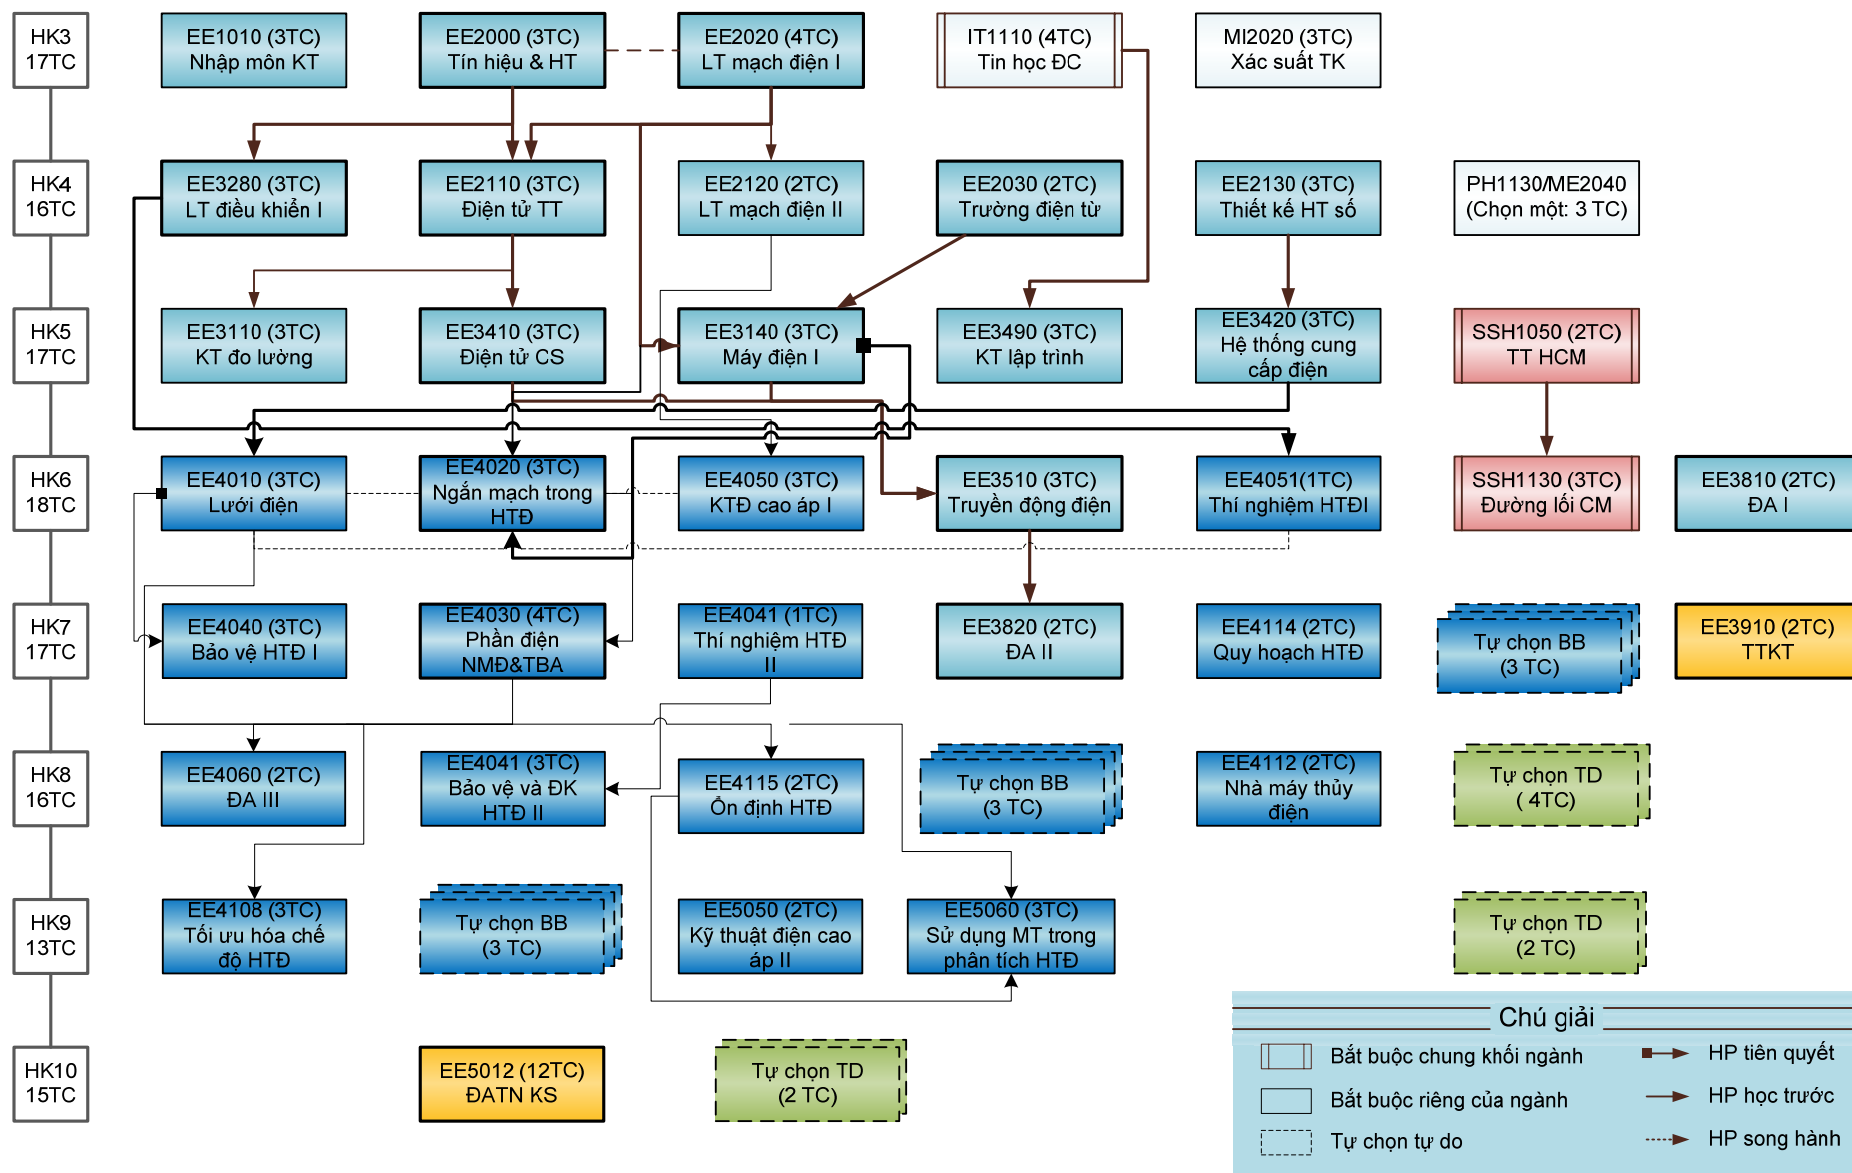 HK3
17TC
EE1010 (3TC)
Nhập môn KT
EE2000 (3TC)
Tín hiệu & HT
EE2020 (4TC)
LT mạch điện I
IT1110 (4TC)
Tin học ĐC
MI2020 (3TC)
Xác suất TK
HK4
16TC
EE3280 (3TC)
LT điều khiển I
EE2110 (3TC)
Điện tử TT
EE2120 (2TC)
LT mạch điện II
EE2030 (2TC)
Trường điện từ
EE2130 (3TC)
Thiết kế HT số
PH1130/ME2040
(Chọn một: 3 TC)
HK5
17TC
EE3110 (3TC)
KT đo lường
EE3410 (3TC)
Điện tử CS
EE3140 (3TC)
Máy điện I
EE3490 (3TC)
KT lập trình
EE3420 (3TC)
Hệ thống cung
cấp điện
SSH1050 (2TC)
TT HCM
HK6
18TC
EE4010 (3TC)
Lưới điện
EE4020 (3TC)
Ngắn mạch trong
HTĐ
EE4050 (3TC)
KTĐ cao áp I
EE3510 (3TC)
Truyền động điện
EE4051(1TC)
Thí nghiệm HTĐI
SSH1130 (3TC)
Đường lối CM
EE3810 (2TC)
ĐA I
HK7
17TC
EE4040 (3TC)
Bảo vệ HTĐ I
EE4030 (4TC)
Phần điện
NMĐ&TBA
EE4041 (1TC)
Thí nghiệm HTĐ
II
EE3820 (2TC)
ĐA II
EE4114 (2TC)
Quy hoạch HTĐ
Tự chọn BB
(3 TC)
EE3910 (2TC)
TTKT
HK8
16TC
EE4060 (2TC)
ĐA III
EE4041 (3TC)
Bảo vệ và ĐK
HTĐ II
EE4115 (2TC)
Ổn định HTĐ
Tự chọn BB
(3 TC)
EE4112 (2TC)
Nhà máy thủy
điện
Tự chọn TD
( 4TC)
HK9
13TC
EE4108 (3TC)
Tối ưu hóa chế
độ HTĐ
Tự chọn BB
(3 TC)
EE5050 (2TC)
Kỹ thuật điện cao
áp II
EE5060 (3TC)
Sử dụng MT trong
phân tích HTĐ
Tự chọn TD
(2 TC)
HK10
15TC
EE5012 (12TC)
ĐATN KS
Tự chọn TD
(2 TC)
Chú giải
Bắt buộc chung khối ngành
HP tiên quyết
Bắt buộc riêng của ngành
HP học trước
Tự chọn tự do
HP song hành